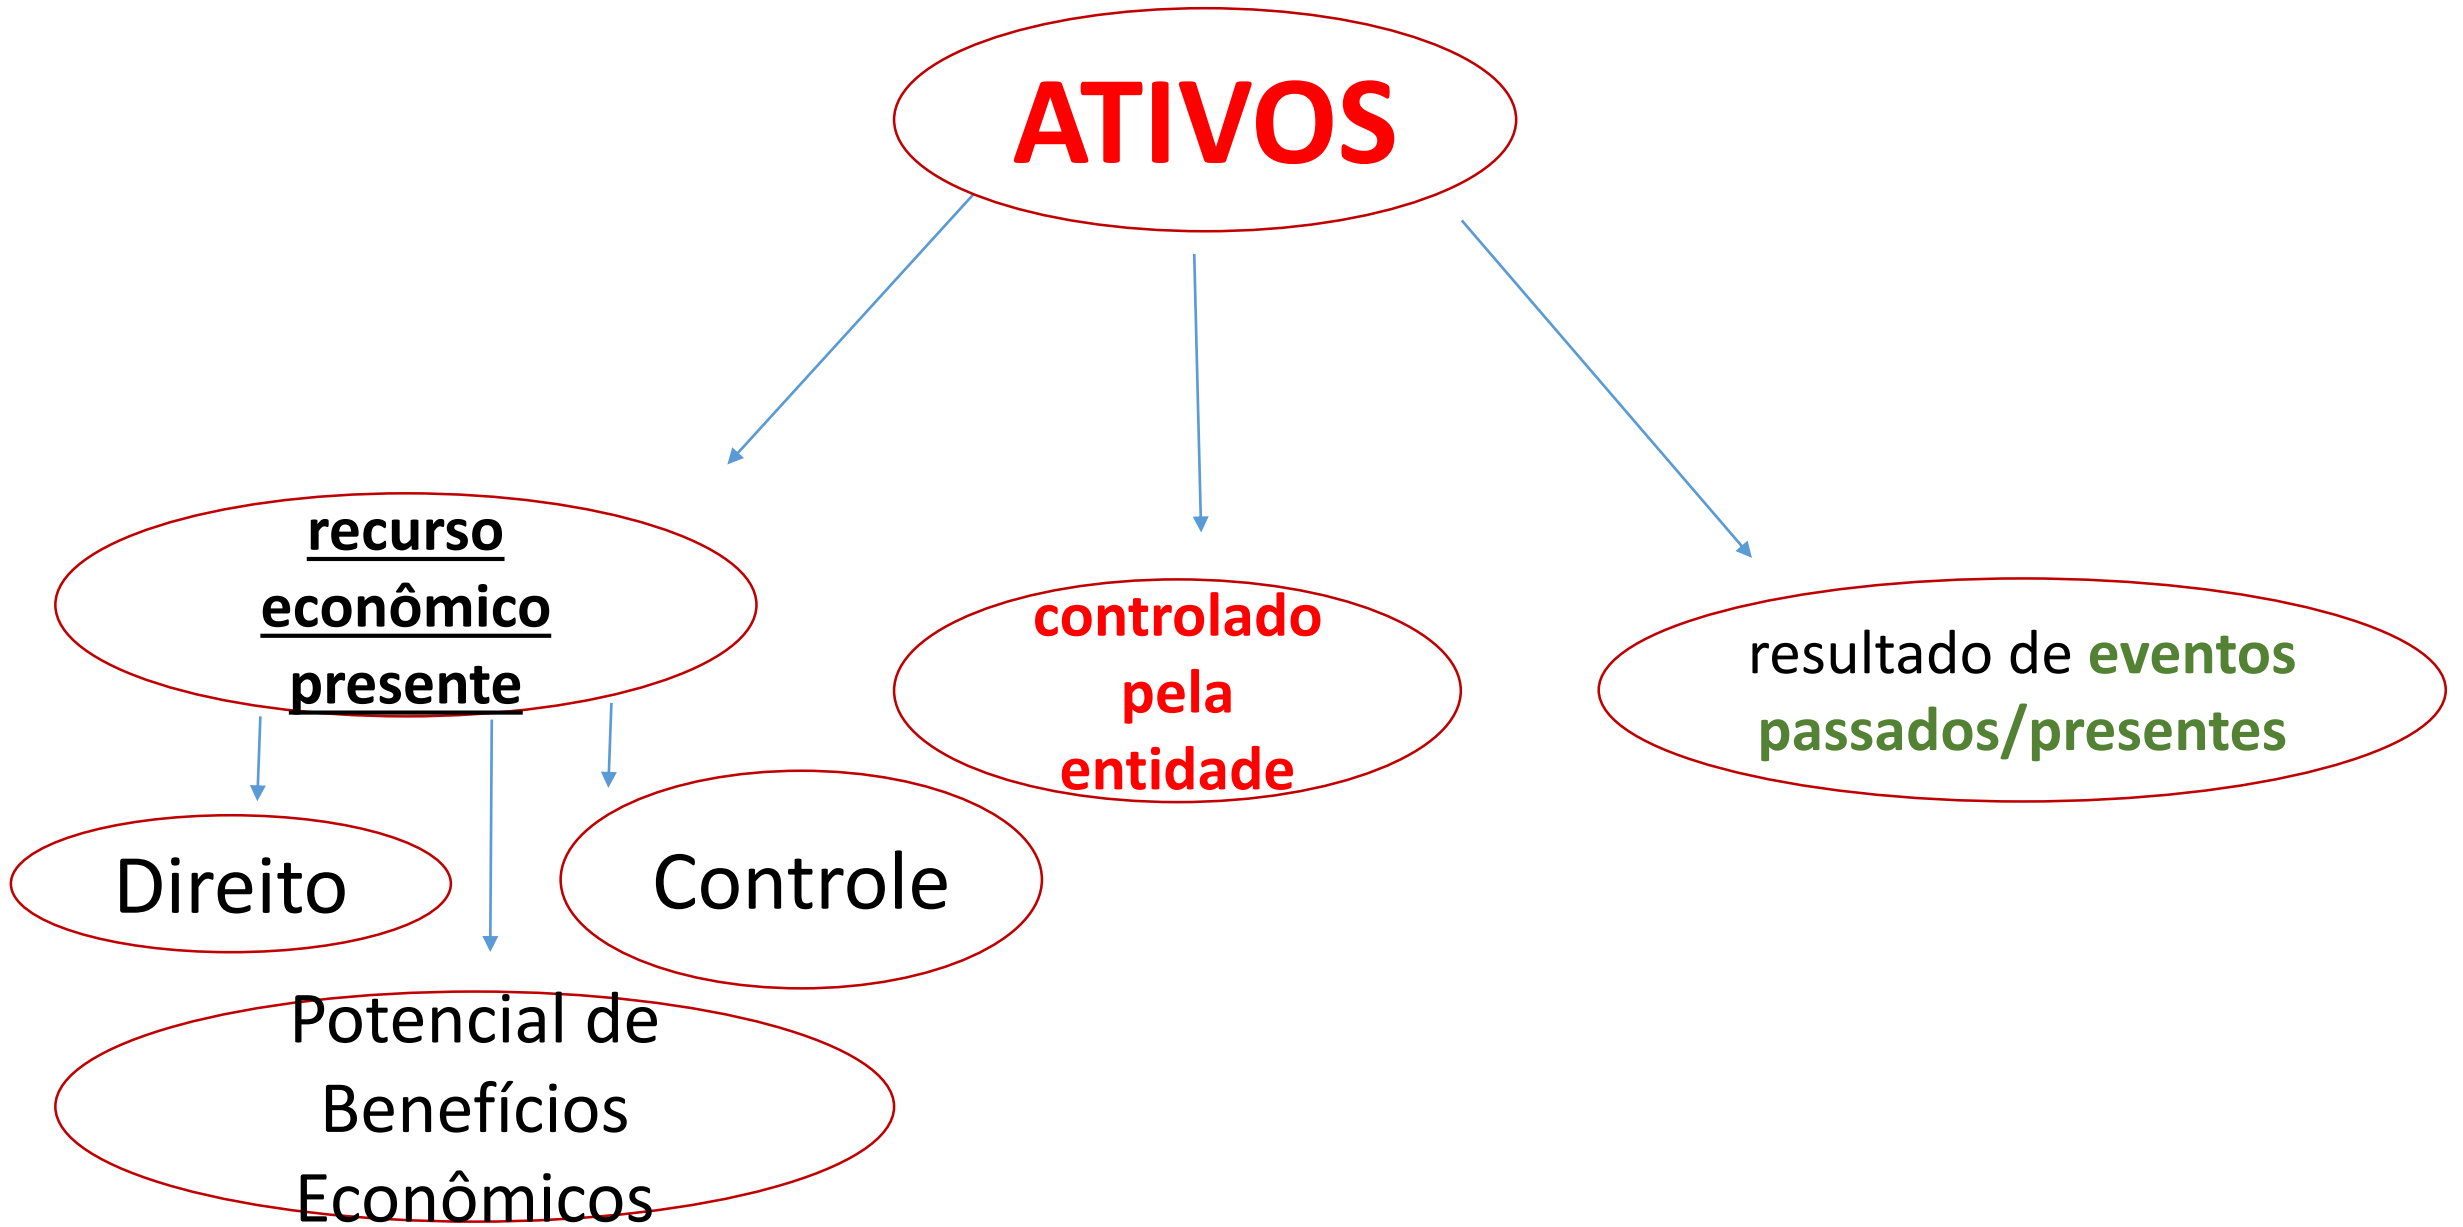 ATIVOS
recurso
econômico
presente
controlado
pela
entidade
resultado de eventos
passados/presentes
Direito
Controle
Potencial de
Benefícios
Econômicos